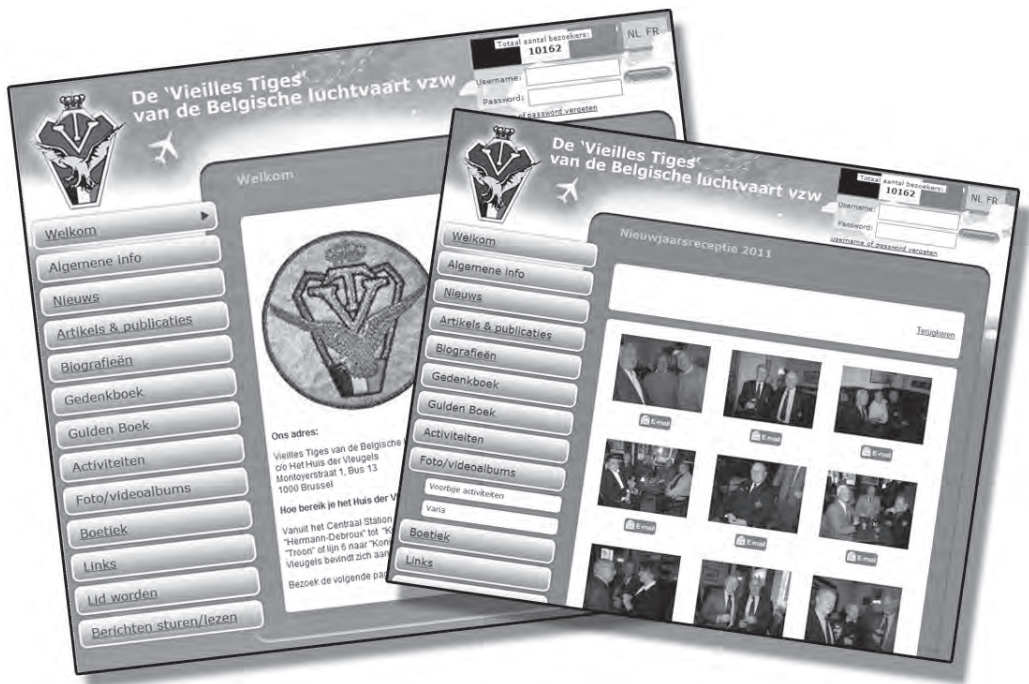 De 'Vieilles Tiges'
van de Belgische luchtvaart vzw
Totaal aantal bezoekers:
10162
NL FR
Username:
Password:
of password vergeten
Welkom
Welkom
Algemene Info
Nieuws
Artikels & publicaties
Biografieën
Gedenkboek
Gulden Boek
Activiteiten
Foto/videoalbums
Boetiek
Links
Lid worden
Berichten sturen/lezen
Ons adres:
Vieilles Tiges van de Belgische
c/o Het Huis der Vleugels
Montoyerstraat 1, Bus 13
1000 Brussel
Hoe bereik je het Huis der
Vanuit het Centraal Station
"Hermann-Debroux" tot
"Troon" of lijn 6 naar
Vleugels bevindt zich aan
Bezoek de volgende
De 'Vieilles Tiges'
van de Belgische luchtvaart vzw
Totaal aantal bezoekers:
10162
NL FR
Username:
Password:
username of password vergeten
Welkom
Algemene Info
Nieuws
Artikels & publicaties
Biografieën
Gedenkboek
Gulden Boek
Activiteiten
Foto/videoalbums
Voorbije activiteiten
Varia
Boetiek
Links
Nieuwjaarsreceptie 2011
Terugkeren
E-mail
E-mail
E-mail
E-mail
E-mail
E-mail